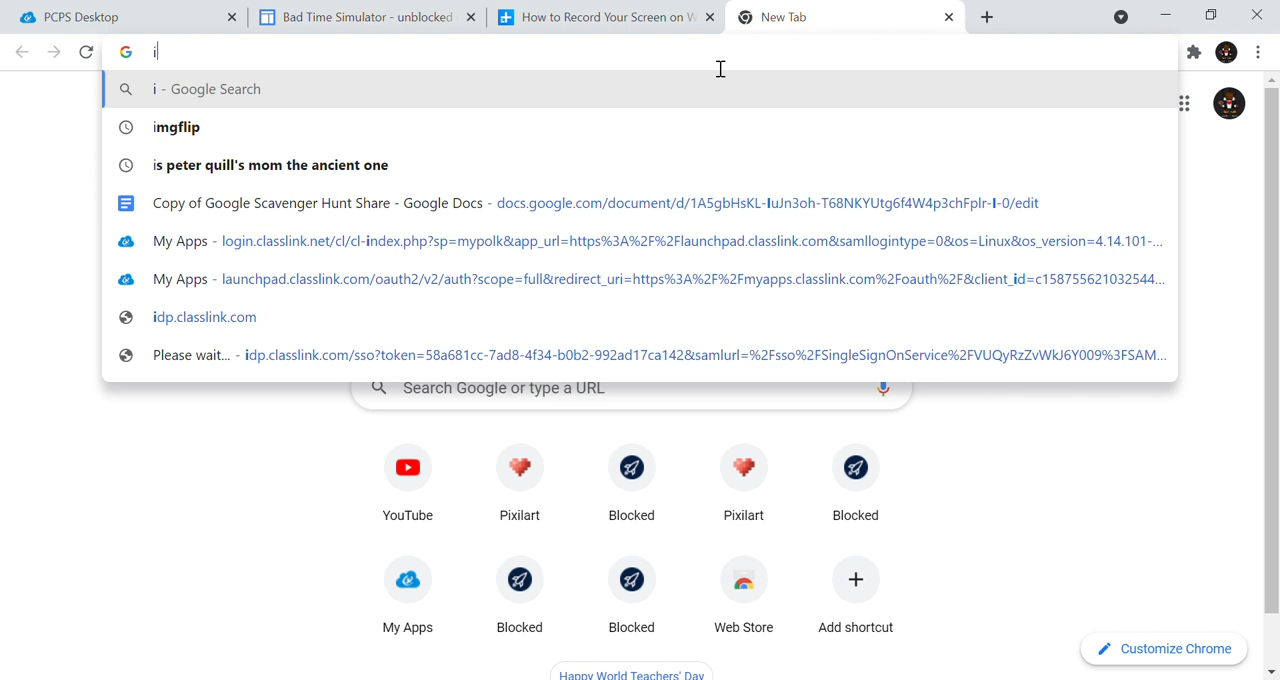 PCPS Desktop
Bad Time Simulator - unblocked
How to Record Your Screen on W
New Tab
i
i - Google Search
imgflip
is peter quill's mom the ancient one
Copy of Google Scavenger Hunt Share - Google Docs - docs.google.com/document/d/1A5gbHsKL-luJn3oh-T68NKYUtg6f4W4p3chFplr-I-0/edit
My Apps - login.classlink.net/cl/cl-index.php?sp=mypolk&app_url=https%3A%2F%2Flaunchpad.classlink.com&samllogintype=0&os=Linux&os_version=4.14.101-...
My Apps - launchpad.classlink.com/oauth2/v2/auth?scope=full&redirect_uri=https%3A%2F%2Fmyapps.classlink.com%2Foauth%2F&client_id=c158755621032544...
idp.classlink.com
Please wait... - idp.classlink.com/sso?token=58a681cc-7ad8-4f34-b0b2-992ad17ca142&samlurl=%2Fsso%2FSingleSignOnService%2FVUQyRzZvWkJ6Y009%3FSAM...
Search Google or type a URL
YouTube
Pixilart
Blocked
Pixilart
Blocked
My Apps
Blocked
Blocked
Web Store
Add shortcut
Customize Chrome
Happy World Teachers' Day